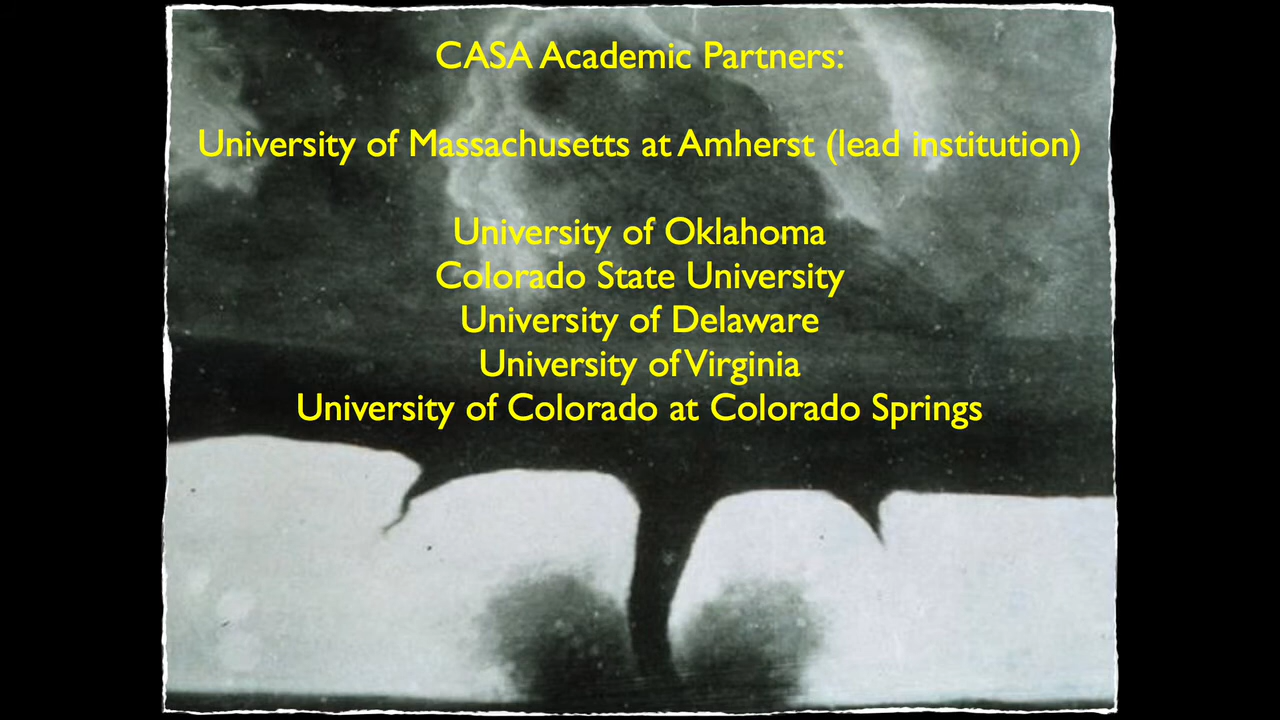 CASA Academic Partners:
University of Massachusetts at Amherst (lead institution)
University of Oklahoma
Colorado State University
University of Delaware
University of Virginia
University of Colorado at Colorado Springs